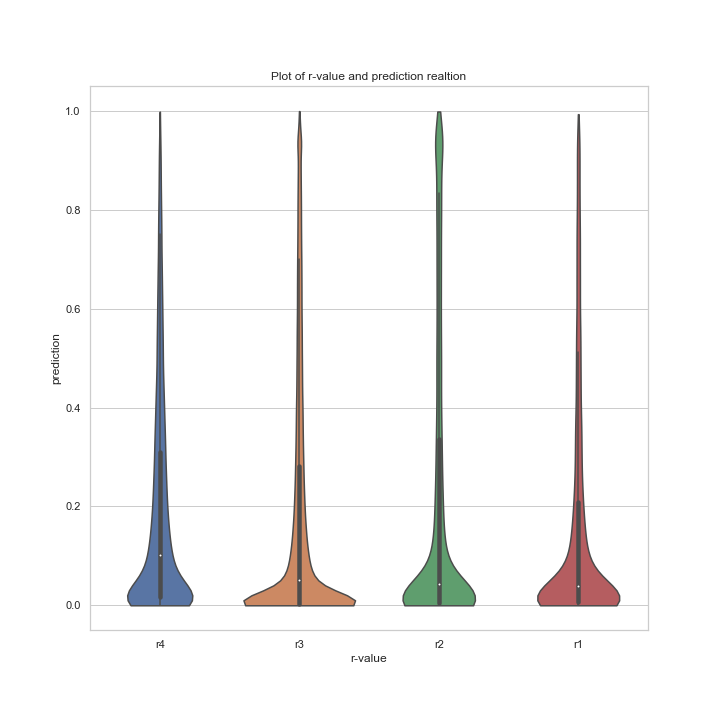 Plot of r-value and prediction realtion
1.0
0.8
0.6
0.4
0.2
0.0
prediction
r4 r3 r2 r1
r-value